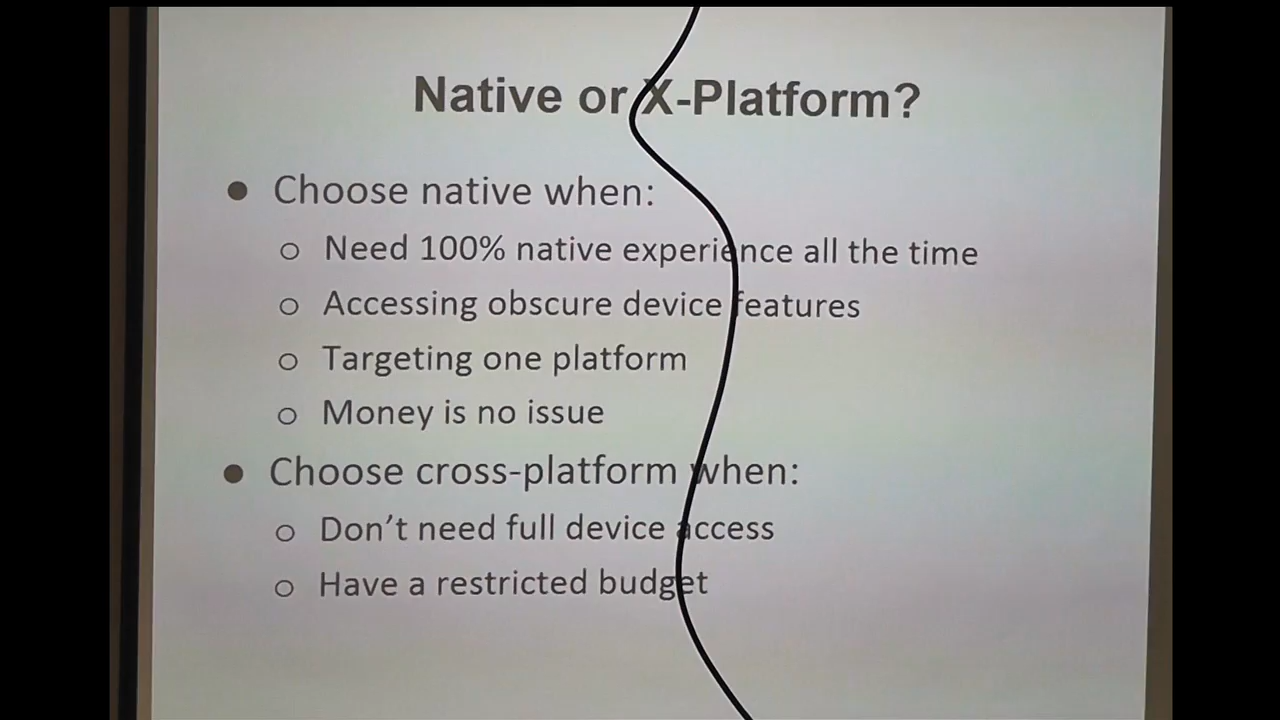 Native or X-Platform?
● Choose native when:
○ Need 100% native experience all the time
○ Accessing obscure device features
○ Targeting one platform
○ Money is no issue
● Choose cross-platform when:
○ Don’t need full device access
○ Have a restricted budget